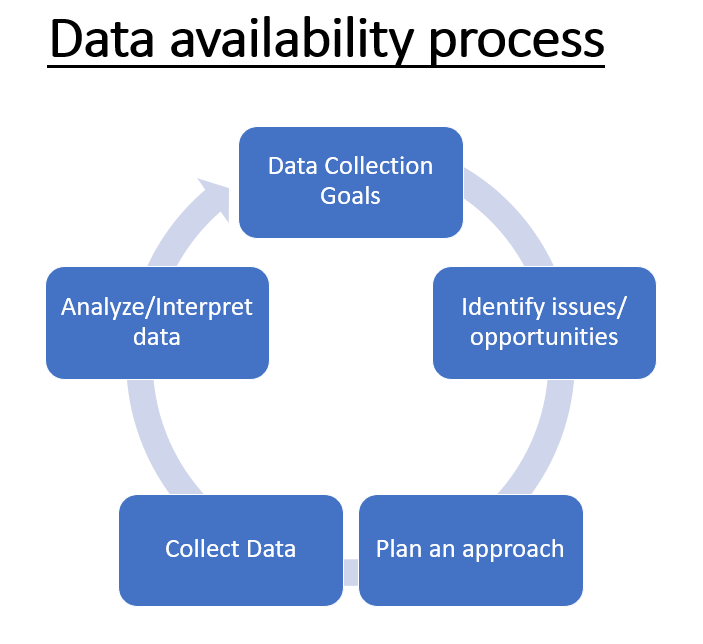 Data availability process
Data Collection
Goals
Identify issues/
opportunities
Plan an approach
Collect Data
Analyze/Interpret
data